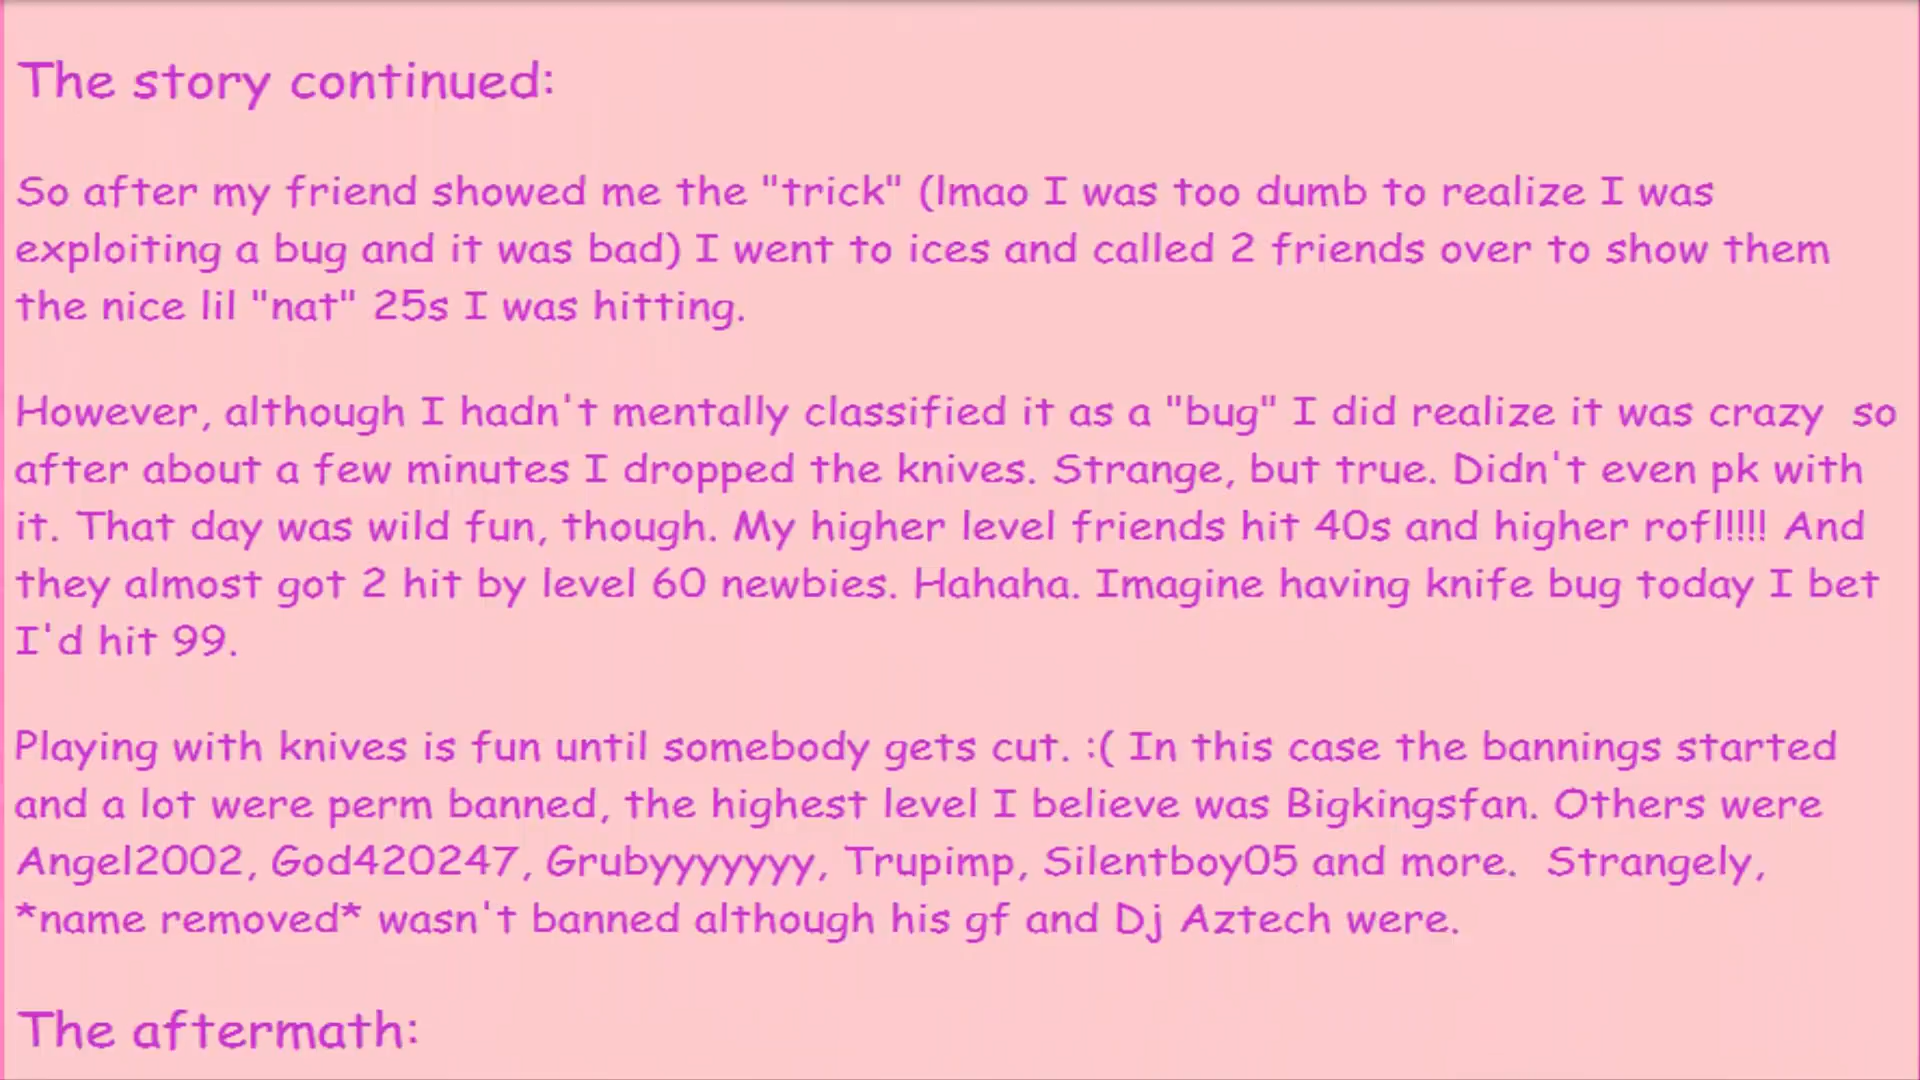 The story continued:
So after my friend showed me the "trick" (lmao I was too dumb to realize I was
exploiting a bug and it was bad) I went to ices and called 2 friends over to show them
the nice lil "nat" 25s I was hitting.
However, although I hadn't mentally classified it as a "bug" I did realize it was crazy  so
after about a few minutes I dropped the knives. Strange, but true. Didn't even pk with
it. That day was wild fun, though. My higher level friends hit 40s and higher rofl!!!! And
they almost got 2 hit by level 60 newbies. Hahaha. Imagine having knife bug today I bet
I'd hit 99.
Playing with knives is fun until somebody gets cut. :( In this case the bannings started
and a lot were perm banned, the highest level I believe was Bigkingsfan. Others were
Angel2002, God420247, Grubyyyyyyy, Trupimp, Silentboy05 and more.  Strangely,
*name removed* wasn't banned although his gf and Dj Aztech were.
The aftermath: